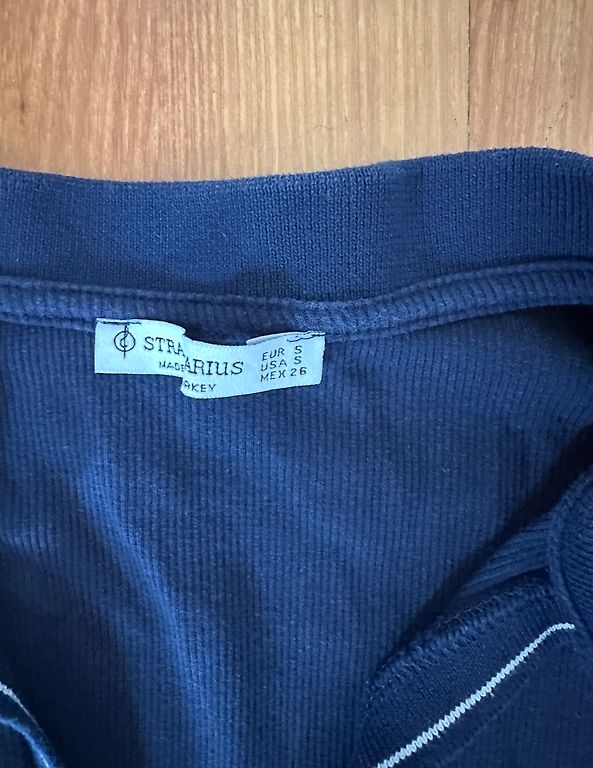 STRA ARIUS
MADE RKEY
EUR S
USA S
MEX 26